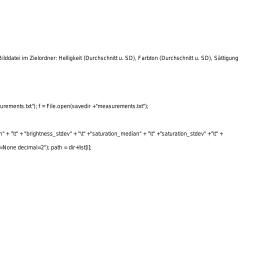 Bilddatei im Zielordner: Helligkeit (Durchschnitt u. SD), Farbton (Durchschnitt u. SD), Sättigung
urements.txt"); f = File.open(savedir +"measurements.txt");
" + "\t" + "brightness_stdev" + "\t" +"saturation_median" + "\t" +"saturation_stdev" +"\t" +
=None decimal=2"); path = dir+list[i];